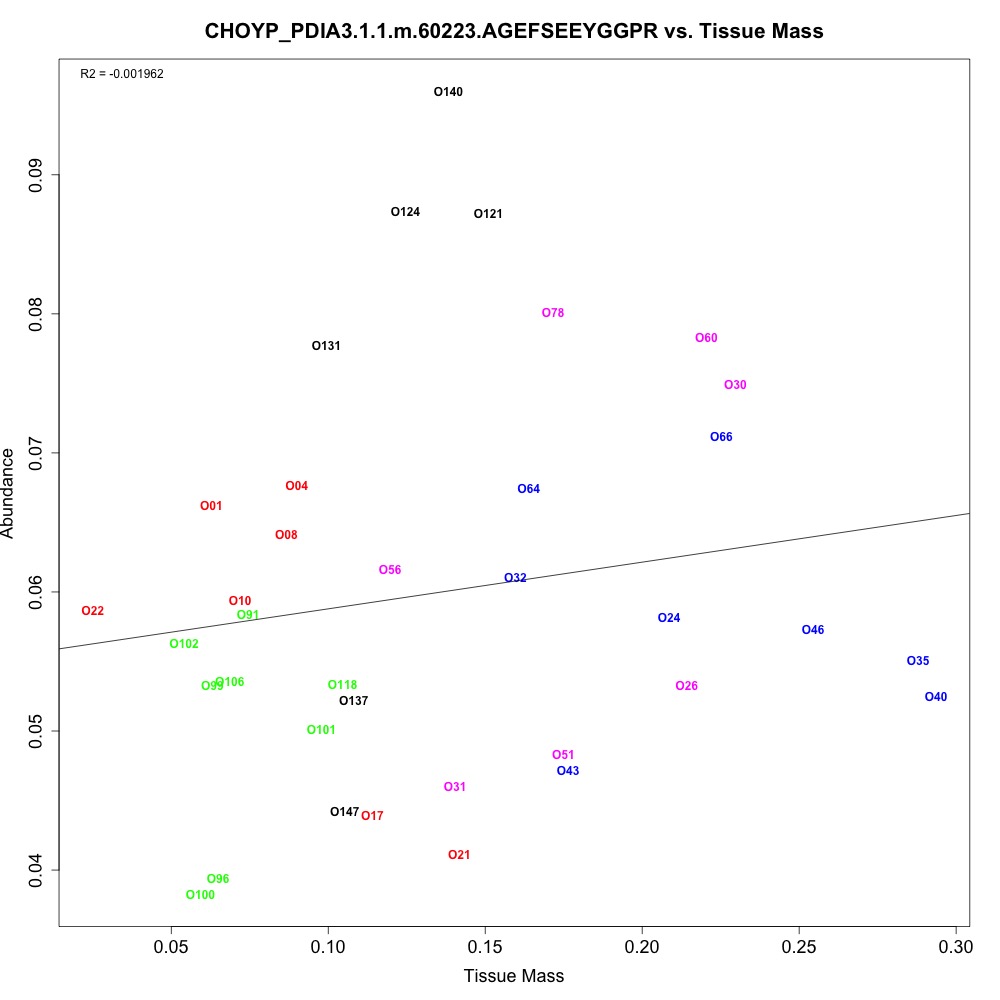 CHOYP_PDIA3.1.1.m.60223.AGEFSEEYGGPR vs. Tissue Mass
R2 = -0.001962
O140
O124 O121
O78
O60
O131
O30
O66
O04 O64
O01
O08
O56
O32
O10
O22
O91
O24
O46
O102
O35
O106
O99 O118 O26
O137 O40
O101
O51
O43
O31
O147 O17
O21
O96
O100
0.09
0.08
0.07
0.06
0.05
0.04
Abundance
0.05 0.10 0.15 0.20 0.25 0.30
Tissue Mass